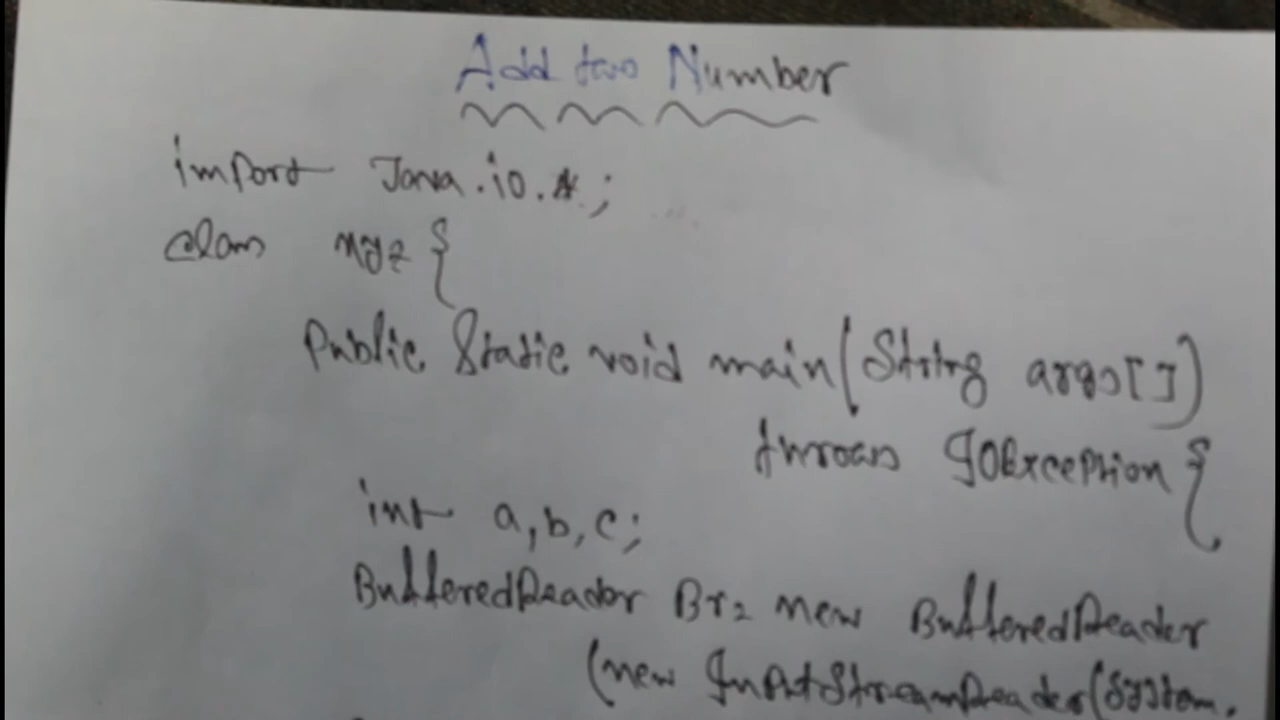 Add two Number
import Java.io.*;
class xyz {
Public Static void main(String args[])
throws IOException {
int a,b,c;
BufferedReader Br= new BufferedReader
(new InputStreamReader(System.